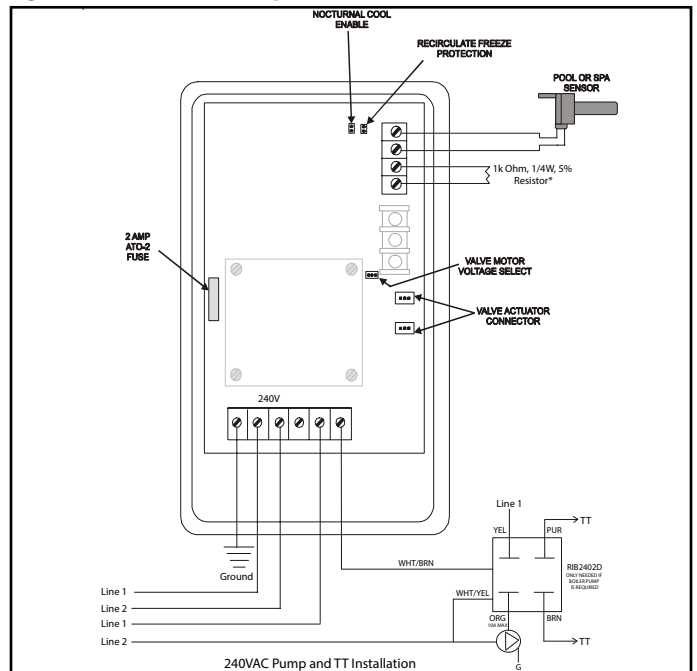 NOCTURNAL COOL
ENABLE
RECIRCULATE FREEZE
PROTECTION
POOL OR SPA
SENSOR
1k Ohm, 1/4W, 5%
Resistor*
2 AMP
ATO-2
FUSE
VALVE MOTOR
VOLTAGE SELECT
VALVE ACTUATOR
CONNECTOR
240V
Line 1
YEL
PUR
TT
WHT/BRN
RIB2402D
ONLY NEEDED IF
BOILER PUMP
IS REQUIRED
Ground
WHT/YEL
Line 1
Line 2
Line 1
Line 2
ORG
10A MAX
BRN
TT
G
240VAC Pump and TT Installation